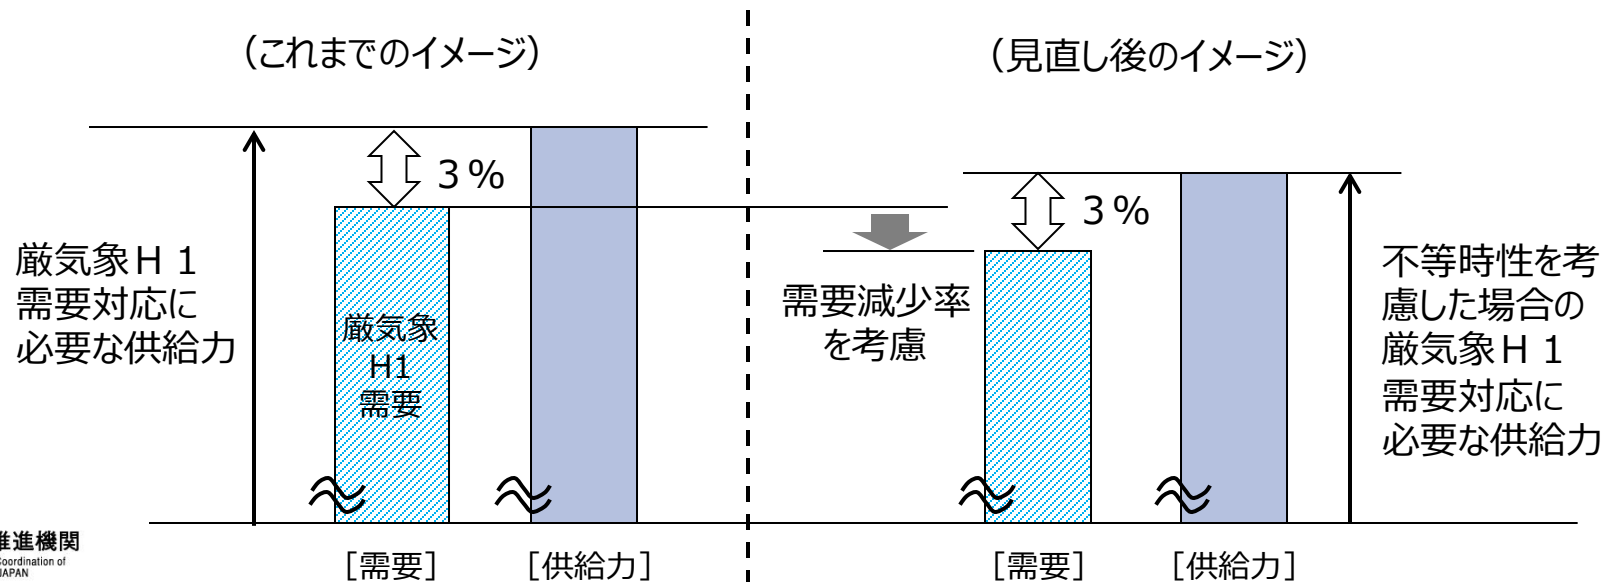 （これまでのイメージ）
３%
厳気象Ｈ１
需要対応に
必要な供給力
厳気象
H1
需要
［需要］
［供給力］
（見直し後のイメージ）
３%
需要減少率
を考慮
不等時性を考
慮した場合の
厳気象Ｈ１
需要対応に
必要な供給力
［需要］
［供給力］
推進機関
Coordination of
JAPAN